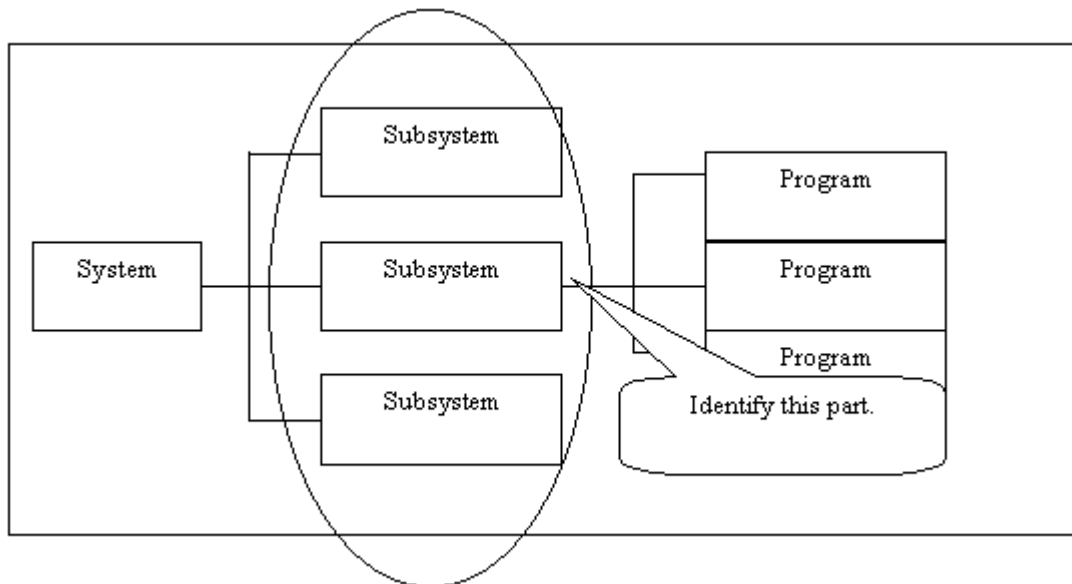 Subsystem
Program
System
Subsystem
Program
Program
Subsystem
Identify this part.